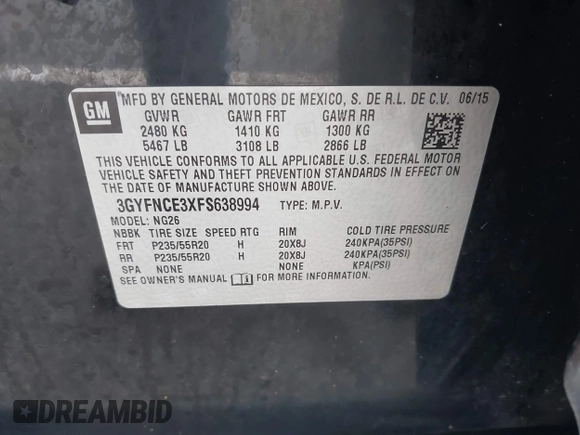 GM
MFD BY GENERAL MOTORS DE MEXICO, S. DE R.L. DE C.V. 06/15
GVWR GAWR FRT GAWR RR
2480 KG 1410 KG 1300 KG
5467 LB 3108 LB 2866 LB
THIS VEHICLE CONFORMS TO ALL APPLICABLE U.S. FEDERAL MOTOR
VEHICLE SAFETY AND THEFT PREVENTION STANDARDS IN EFFECT ON THE
DATE OF MANUFACTURE SHOWN ABOVE.
3GYFNCE3XFS638994 TYPE: M.P.V.
MODEL: NG26
NBBK TIRE SIZE SPEED RTG RIM COLD TIRE PRESSURE
FRT P235/55R20 H 20X8J 240KPA(35PSI)
RR P235/55R20 H 20X8J 240KPA(35PSI)
SPA NONE NONE KPA(PSI)
SEE OWNER'S MANUAL FOR MORE INFORMATION.
DREAMBID